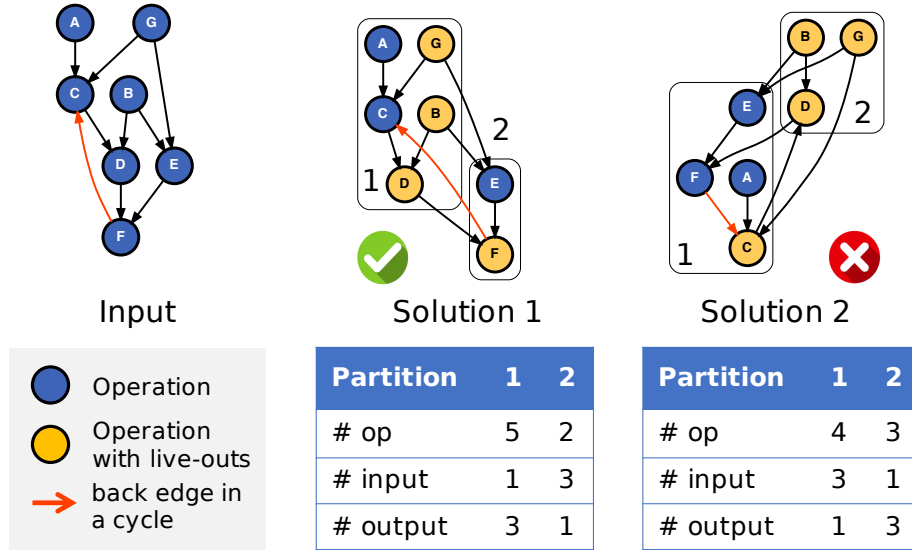 A G
C B
D E
F
Input
A G
C B 2
1 D E
F
Solution 1
B G
E D 2
F A
1 C
Solution 2
Operation
Operation
with live-outs
back edge in
a cycle
Partition 1 2
# op 5 2
# input 1 3
# output 3 1
Partition 1 2
# op 4 3
# input 3 1
# output 1 3